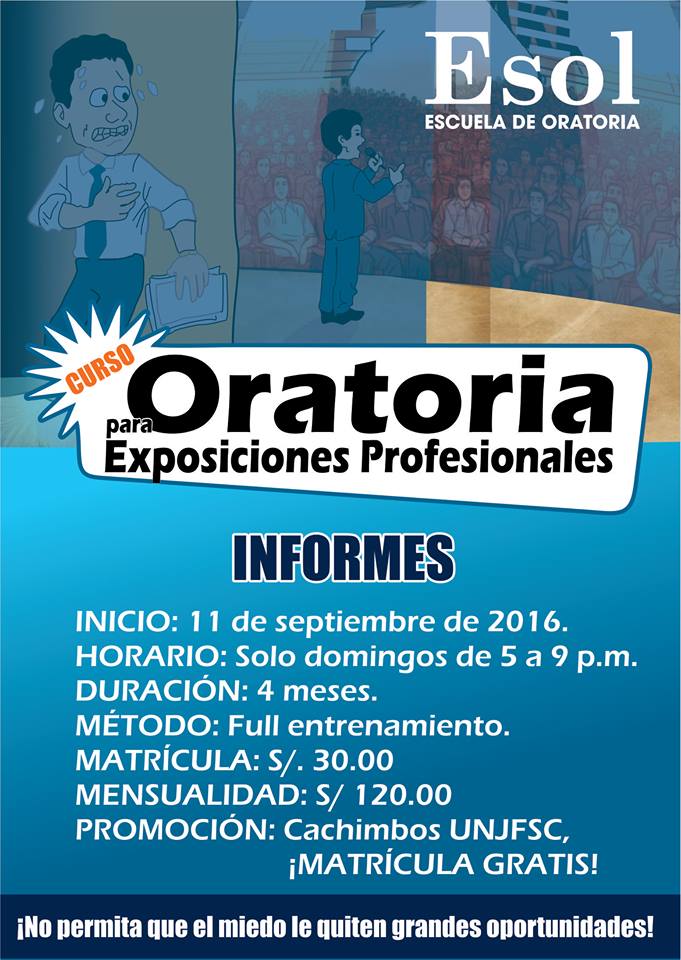 Esol
ESCUELA DE ORATORIA
CURSO
Oratoria
para
Exposiciones Profesionales
INFORMES
INICIO: 11 de septiembre de 2016.
HORARIO: Solo domingos de 5 a 9 p.m.
DURACIÓN: 4 meses.
MÉTODO: Full entrenamiento.
MATRÍCULA: S/. 30.00
MENSUALIDAD: S/ 120.00
PROMOCIÓN: Cachimbos UNJFSC,
¡MATRÍCULA GRATIS!
¡No permita que el miedo le quiten grandes oportunidades!